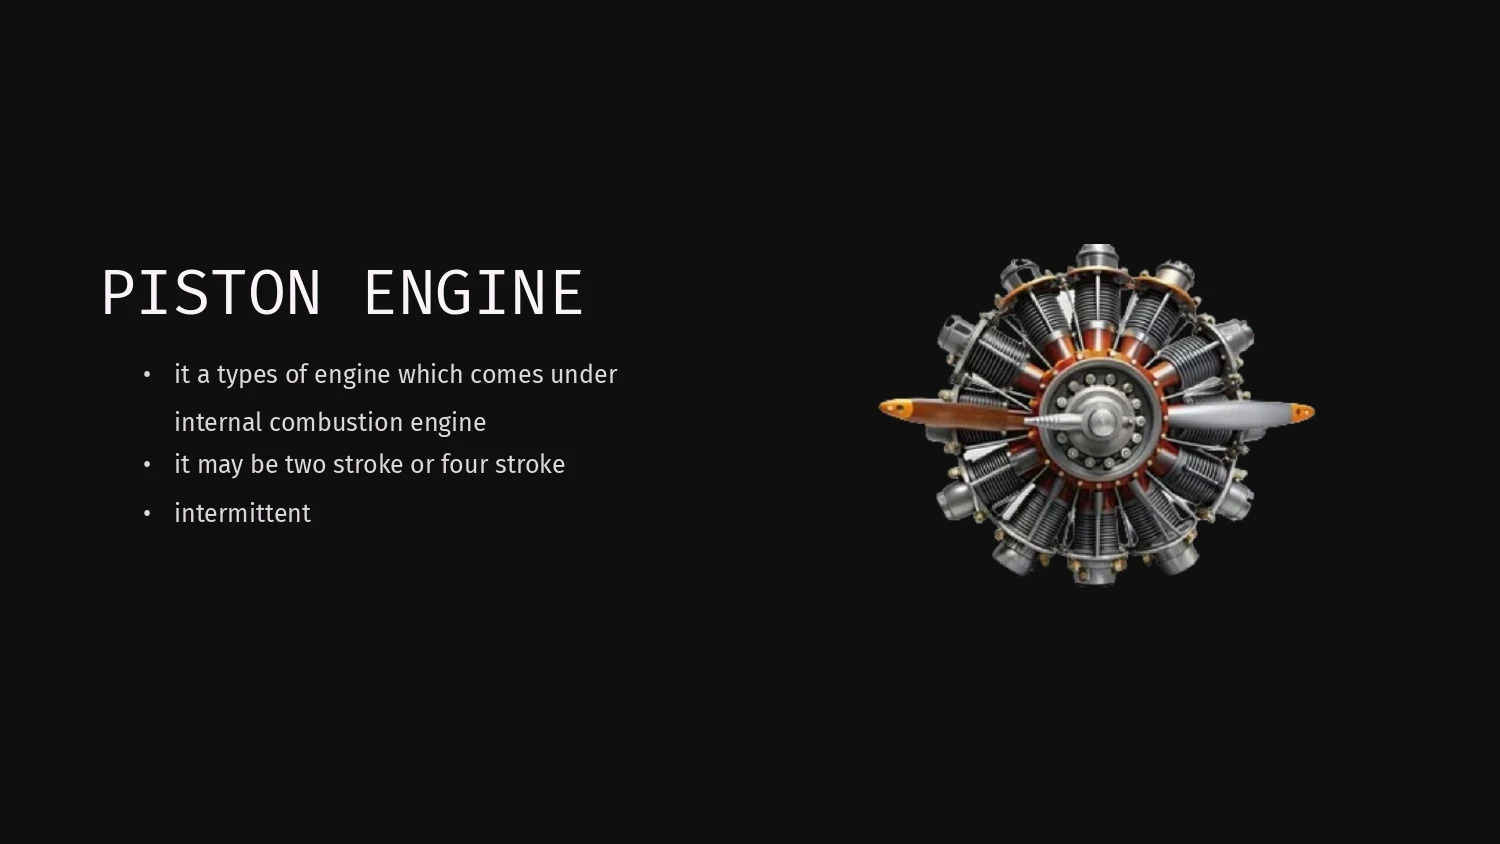 PISTON ENGINE
• it a types of engine which comes under
internal combustion engine
• it may be two stroke or four stroke
• intermittent